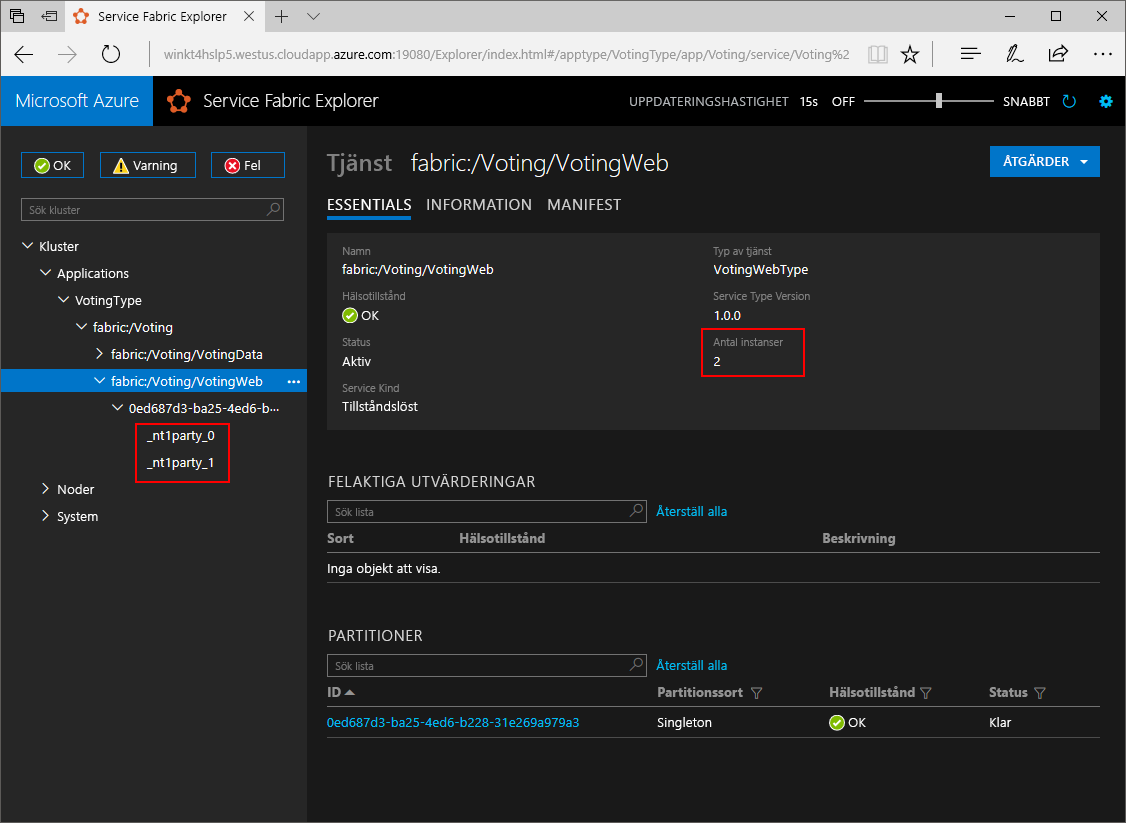 Service Fabric Explorer
winkt4hslp5.westus.cloudapp.azure.com:19080/Explorer/index.html#/apptype/VotingType/app/Voting/service/Voting%2
Microsoft Azure
Service Fabric Explorer
UPPDATERINGSHASTIGHET 15s OFF SNABBT
OK
Varning
Fel
Sök kluster
Kluster
Applications
VotingType
fabric:/Voting
fabric:/Voting/VotingData
fabric:/Voting/VotingWeb
0ed687d3-ba25-4ed6-b...
_nt1party_0
_nt1party_1
Noder
System
Tjänst fabric:/Voting/VotingWeb
ÅTGÄRDER
ESSENTIALS INFORMATION MANIFEST
Namn
fabric:/Voting/VotingWeb
Hälsotillstånd
OK
Status
Aktiv
Service Kind
Tillståndslöst
Typ av tjänst
VotingWebType
Service Type Version
1.0.0
Antal instanser
2
FELAKTIGA UTVÄRDERINGAR
Sök lista Återställ alla
Sort Hälsotillstånd Beskrivning
Inga objekt att visa.
PARTITIONER
Sök lista Återställ alla
ID Partitionssort Hälsotillstånd Status
0ed687d3-ba25-4ed6-b228-31e269a979a3 Singleton OK Klar